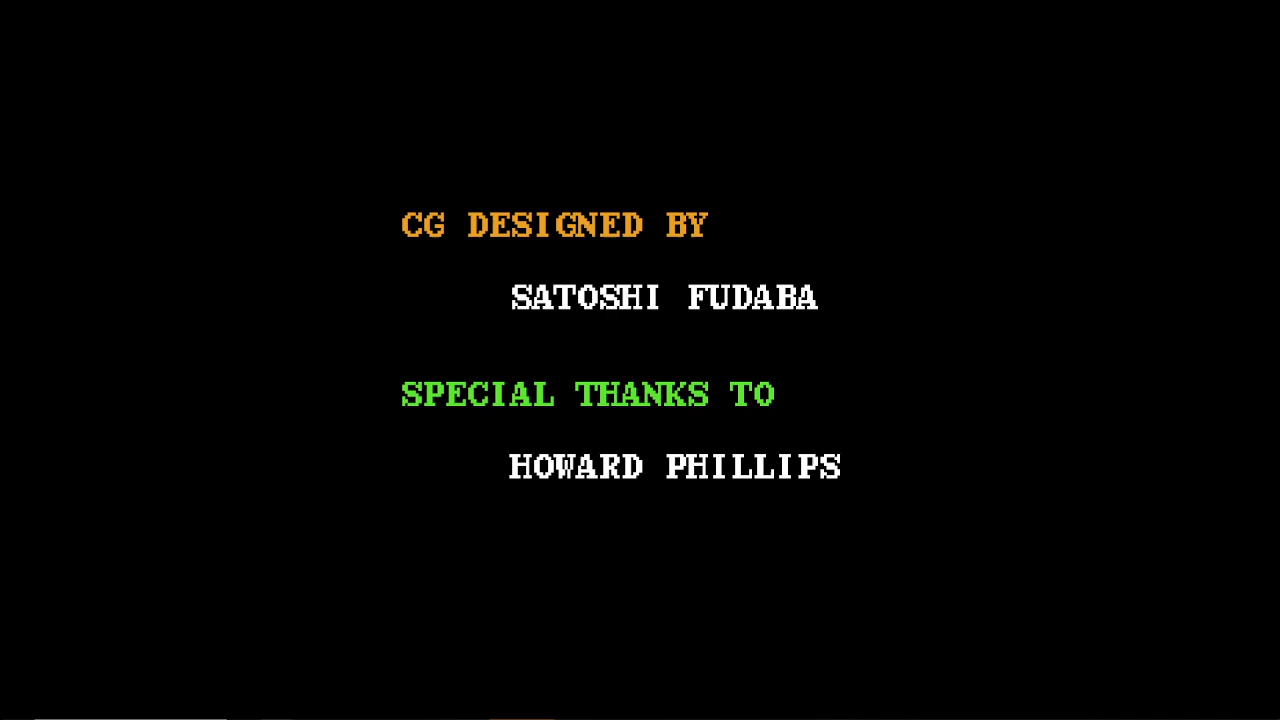 CG DESIGNED BY
SATOSHI FUDABA
SPECIAL THANKS TO
HOWARD PHILLIPS